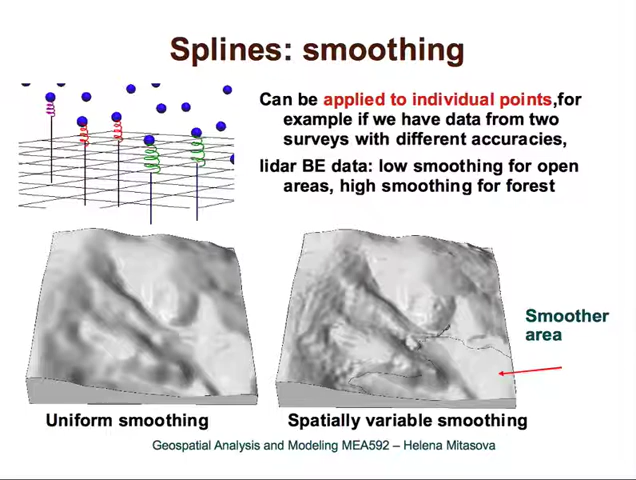 Splines: smoothing
Can be applied to individual points,for
example if we have data from two
surveys with different accuracies,
lidar BE data: low smoothing for open
areas, high smoothing for forest
Smoother
area
Uniform smoothing
Spatially variable smoothing
Geospatial Analysis and Modeling MEA592 – Helena Mitasova